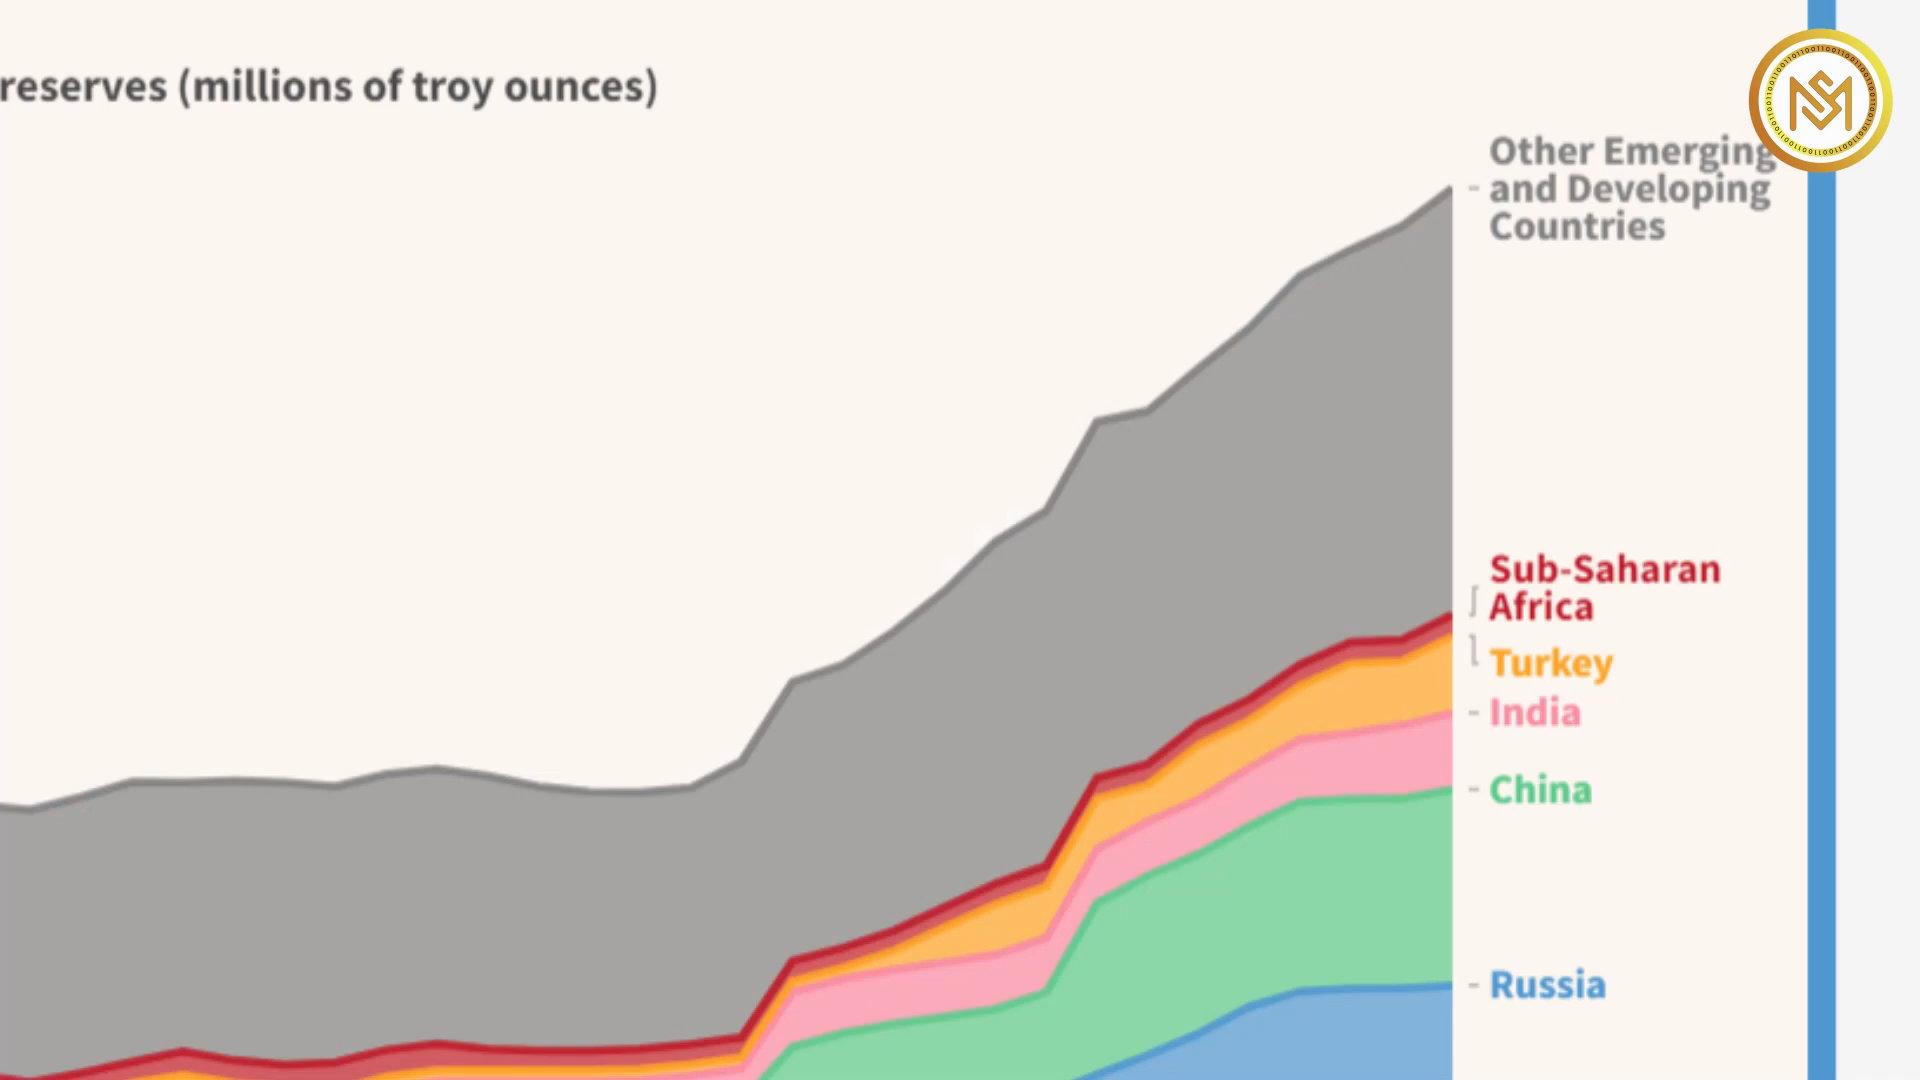 reserves (millions of troy ounces)
Other Emerging
and Developing
Countries
Sub-Saharan
Africa
Turkey
India
China
Russia